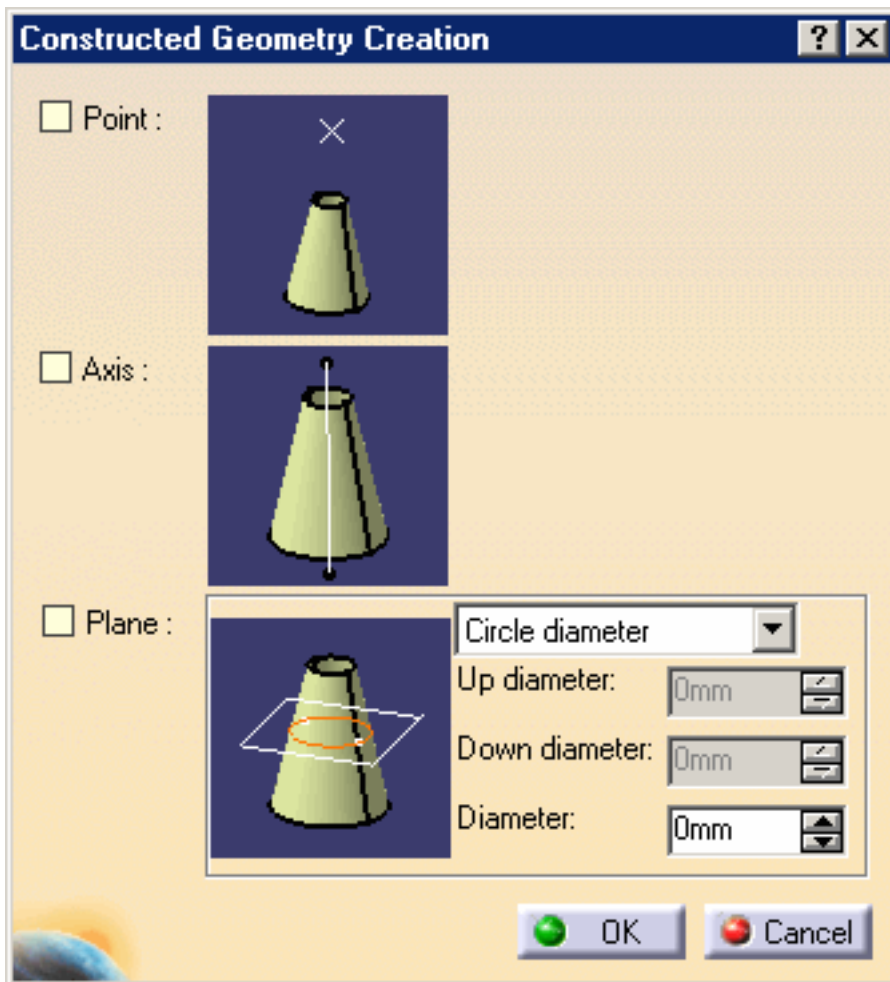 Constructed Geometry Creation
Point :
Axis :
Plane :
Circle diameter
Up diameter: 0mm
Down diameter: 0mm
Diameter: 0mm
OK Cancel